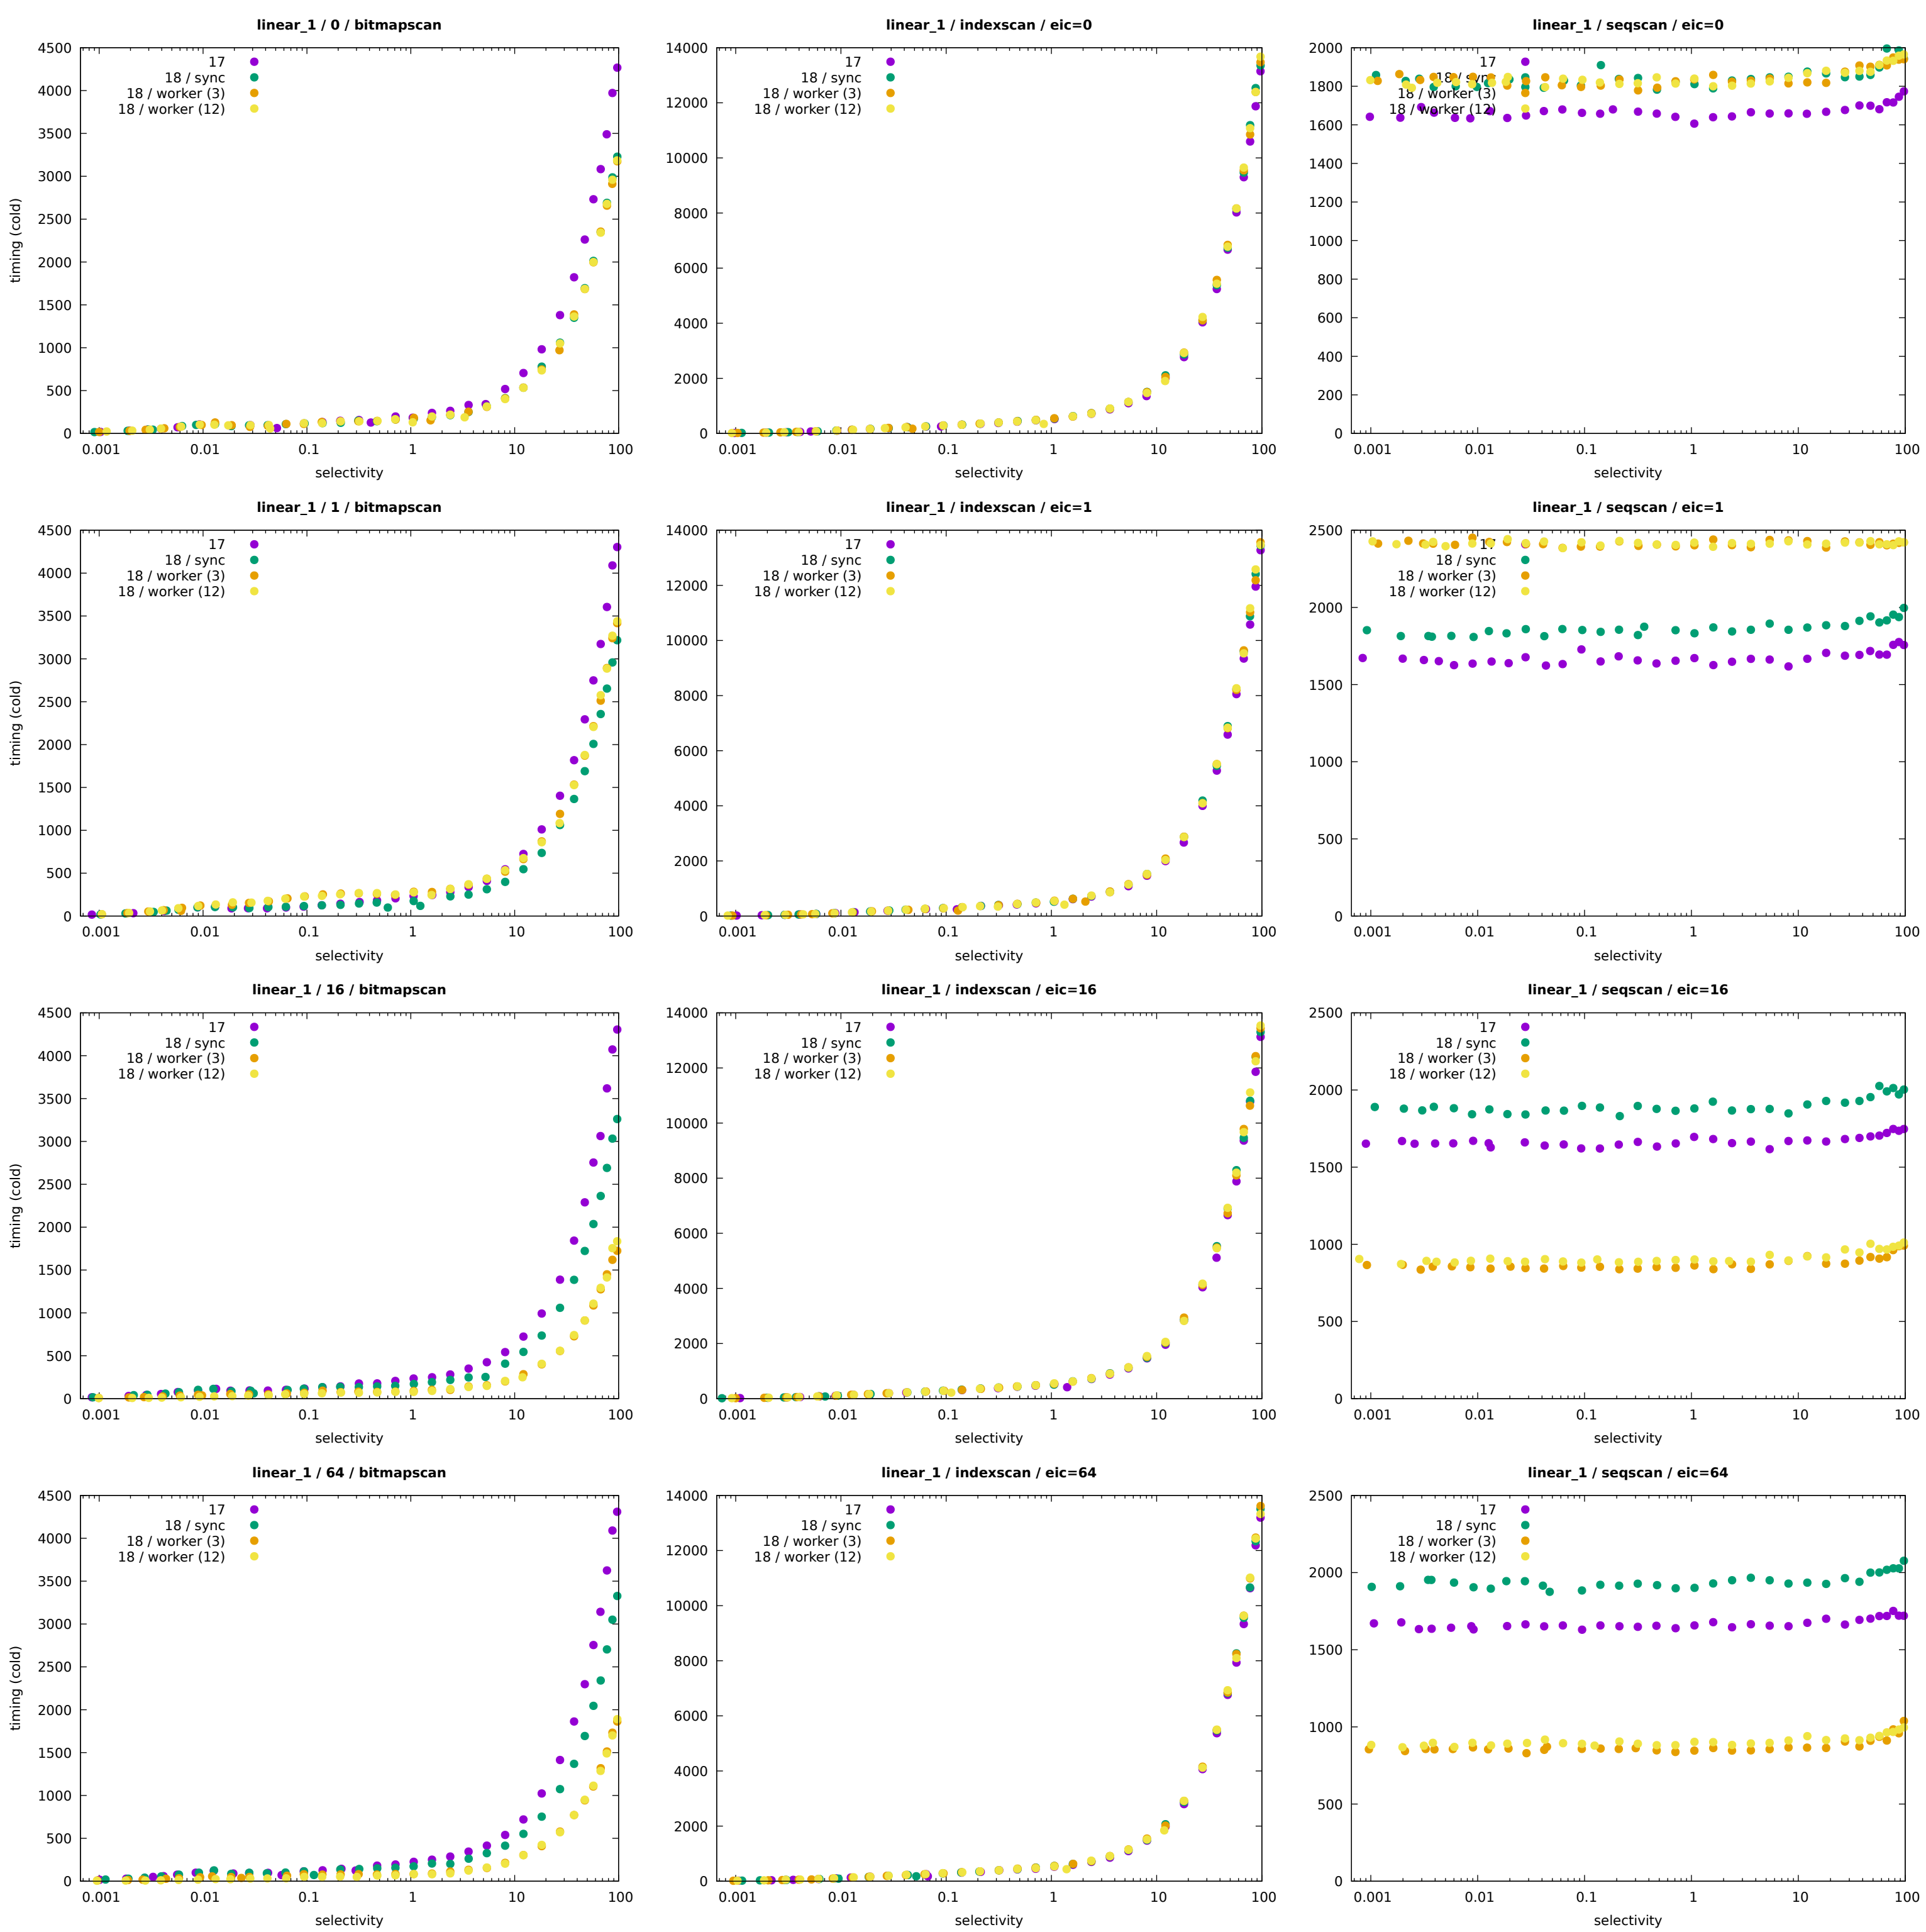 linear_1 / 0 / bitmapscan
timing (cold)
4500
4000
3500
3000
2500
2000
1500
1000
500
0
17
18 / sync
18 / worker (3)
18 / worker (12)
0.001 0.01 0.1 1 10 100
selectivity
linear_1 / indexscan / eic=0
14000
12000
10000
8000
6000
4000
2000
0
17
18 / sync
18 / worker (3)
18 / worker (12)
0.001 0.01 0.1 1 10 100
selectivity
linear_1 / seqscan / eic=0
2000
1800
1600
1400
1200
1000
800
600
400
200
0
17
18 / sync
18 / worker (3)
18 / worker (12)
0.001 0.01 0.1 1 10 100
selectivity
linear_1 / 1 / bitmapscan
timing (cold)
4500
4000
3500
3000
2500
2000
1500
1000
500
0
17
18 / sync
18 / worker (3)
18 / worker (12)
0.001 0.01 0.1 1 10 100
selectivity
linear_1 / indexscan / eic=1
14000
12000
10000
8000
6000
4000
2000
0
17
18 / sync
18 / worker (3)
18 / worker (12)
0.001 0.01 0.1 1 10 100
selectivity
linear_1 / seqscan / eic=1
2500
2000
1500
1000
500
0
17
18 / sync
18 / worker (3)
18 / worker (12)
0.001 0.01 0.1 1 10 100
selectivity
linear_1 / 16 / bitmapscan
timing (cold)
4500
4000
3500
3000
2500
2000
1500
1000
500
0
17
18 / sync
18 / worker (3)
18 / worker (12)
0.001 0.01 0.1 1 10 100
selectivity
linear_1 / indexscan / eic=16
14000
12000
10000
8000
6000
4000
2000
0
17
18 / sync
18 / worker (3)
18 / worker (12)
0.001 0.01 0.1 1 10 100
selectivity
linear_1 / seqscan / eic=16
2500
2000
1500
1000
500
0
17
18 / sync
18 / worker (3)
18 / worker (12)
0.001 0.01 0.1 1 10 100
selectivity
linear_1 / 64 / bitmapscan
timing (cold)
4500
4000
3500
3000
2500
2000
1500
1000
500
0
17
18 / sync
18 / worker (3)
18 / worker (12)
0.001 0.01 0.1 1 10 100
selectivity
linear_1 / indexscan / eic=64
14000
12000
10000
8000
6000
4000
2000
0
17
18 / sync
18 / worker (3)
18 / worker (12)
0.001 0.01 0.1 1 10 100
selectivity
linear_1 / seqscan / eic=64
2500
2000
1500
1000
500
0
17
18 / sync
18 / worker (3)
18 / worker (12)
0.001 0.01 0.1 1 10 100
selectivity